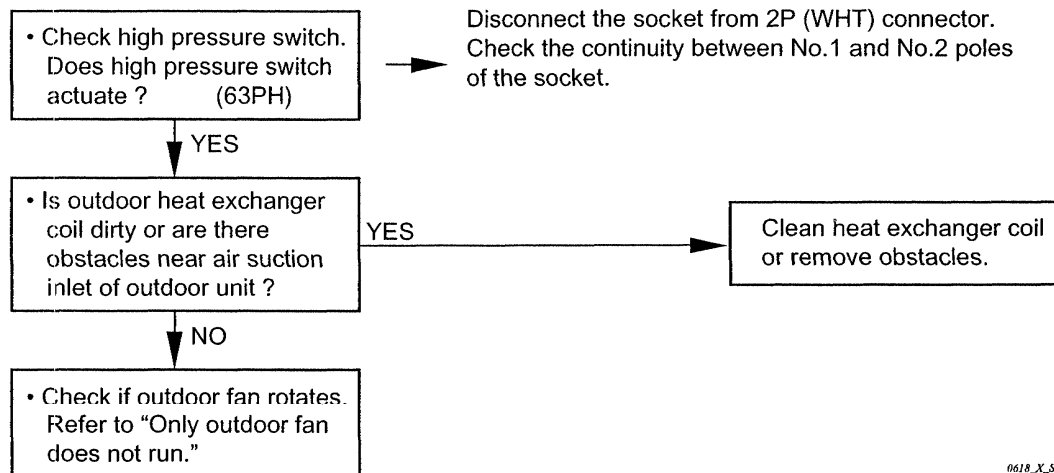 • Check high pressure switch.
Does high pressure switch
actuate ? (63PH)
Disconnect the socket from 2P (WHT) connector.
Check the continuity between No.1 and No.2 poles
of the socket.
YES
• Is outdoor heat exchanger
coil dirty or are there
obstacles near air suction
inlet of outdoor unit ?
YES
Clean heat exchanger coil
or remove obstacles.
NO
• Check if outdoor fan rotates.
Refer to “Only outdoor fan
does not run.”
0618_X_S